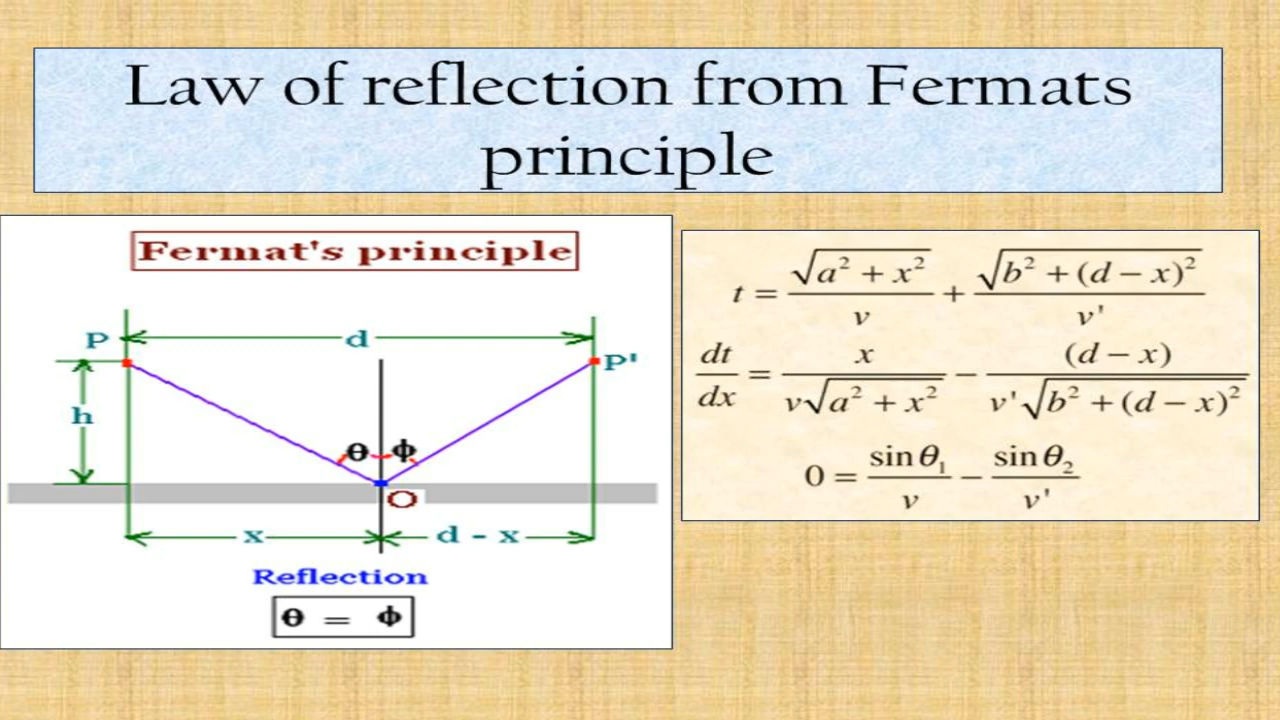 Law of reflection from Fermats
principle
Fermat's principle
P
d
P'
h
θ
Φ
O
x
d - x
Reflection
θ = Φ
t = √(a² + x²) / v + √(b² + (d − x)²) / v'
dt/dx = x / v√(a² + x²) − (d − x) / v'√(b² + (d − x)²)
0 = sin θ₁ / v − sin θ₂ / v'